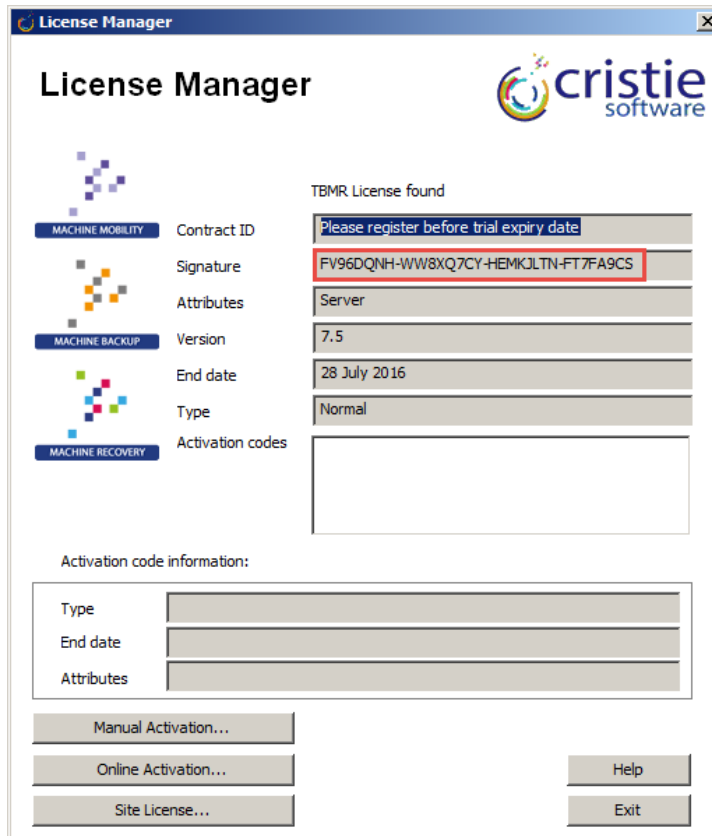 License Manager
License Manager
cristie
software
TBMR License found
MACHINE MOBILITY
Contract ID
Please register before trial expiry date
Signature
FV96DQNH-WW8XQ7CY-HEMKJLTN-FT7FA9CS
Attributes
Server
MACHINE BACKUP
Version
7.5
End date
28 July 2016
Type
Normal
MACHINE RECOVERY
Activation codes
Activation code information:
Type
End date
Attributes
Manual Activation...
Online Activation...
Help
Site License...
Exit